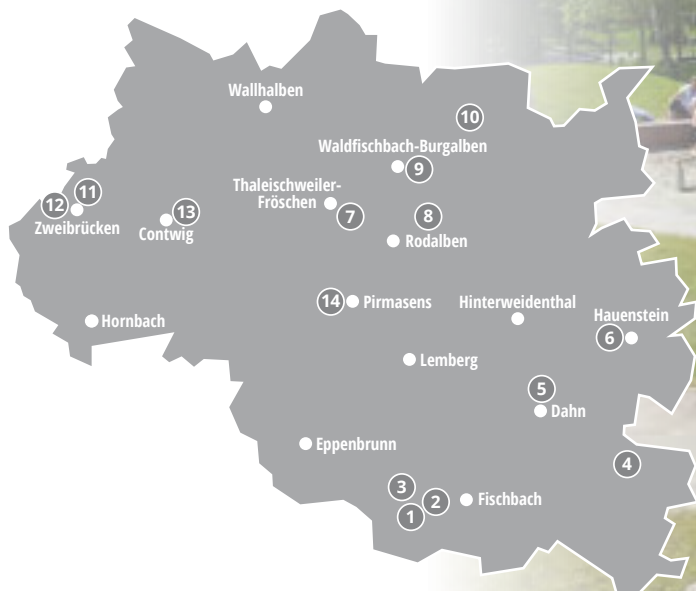 Wallhalben
10
Waldfischbach-Burgalben
9
Thaleischweiler-
Fröschen
7
8
Rodalben
11
12
Zweibrücken
13
Contwig
14
Pirmasens
Hinterweidenthal
Hauenstein
6
Hornbach
Lemberg
5
Dahn
Eppenbrunn
4
3
2
1
Fischbach